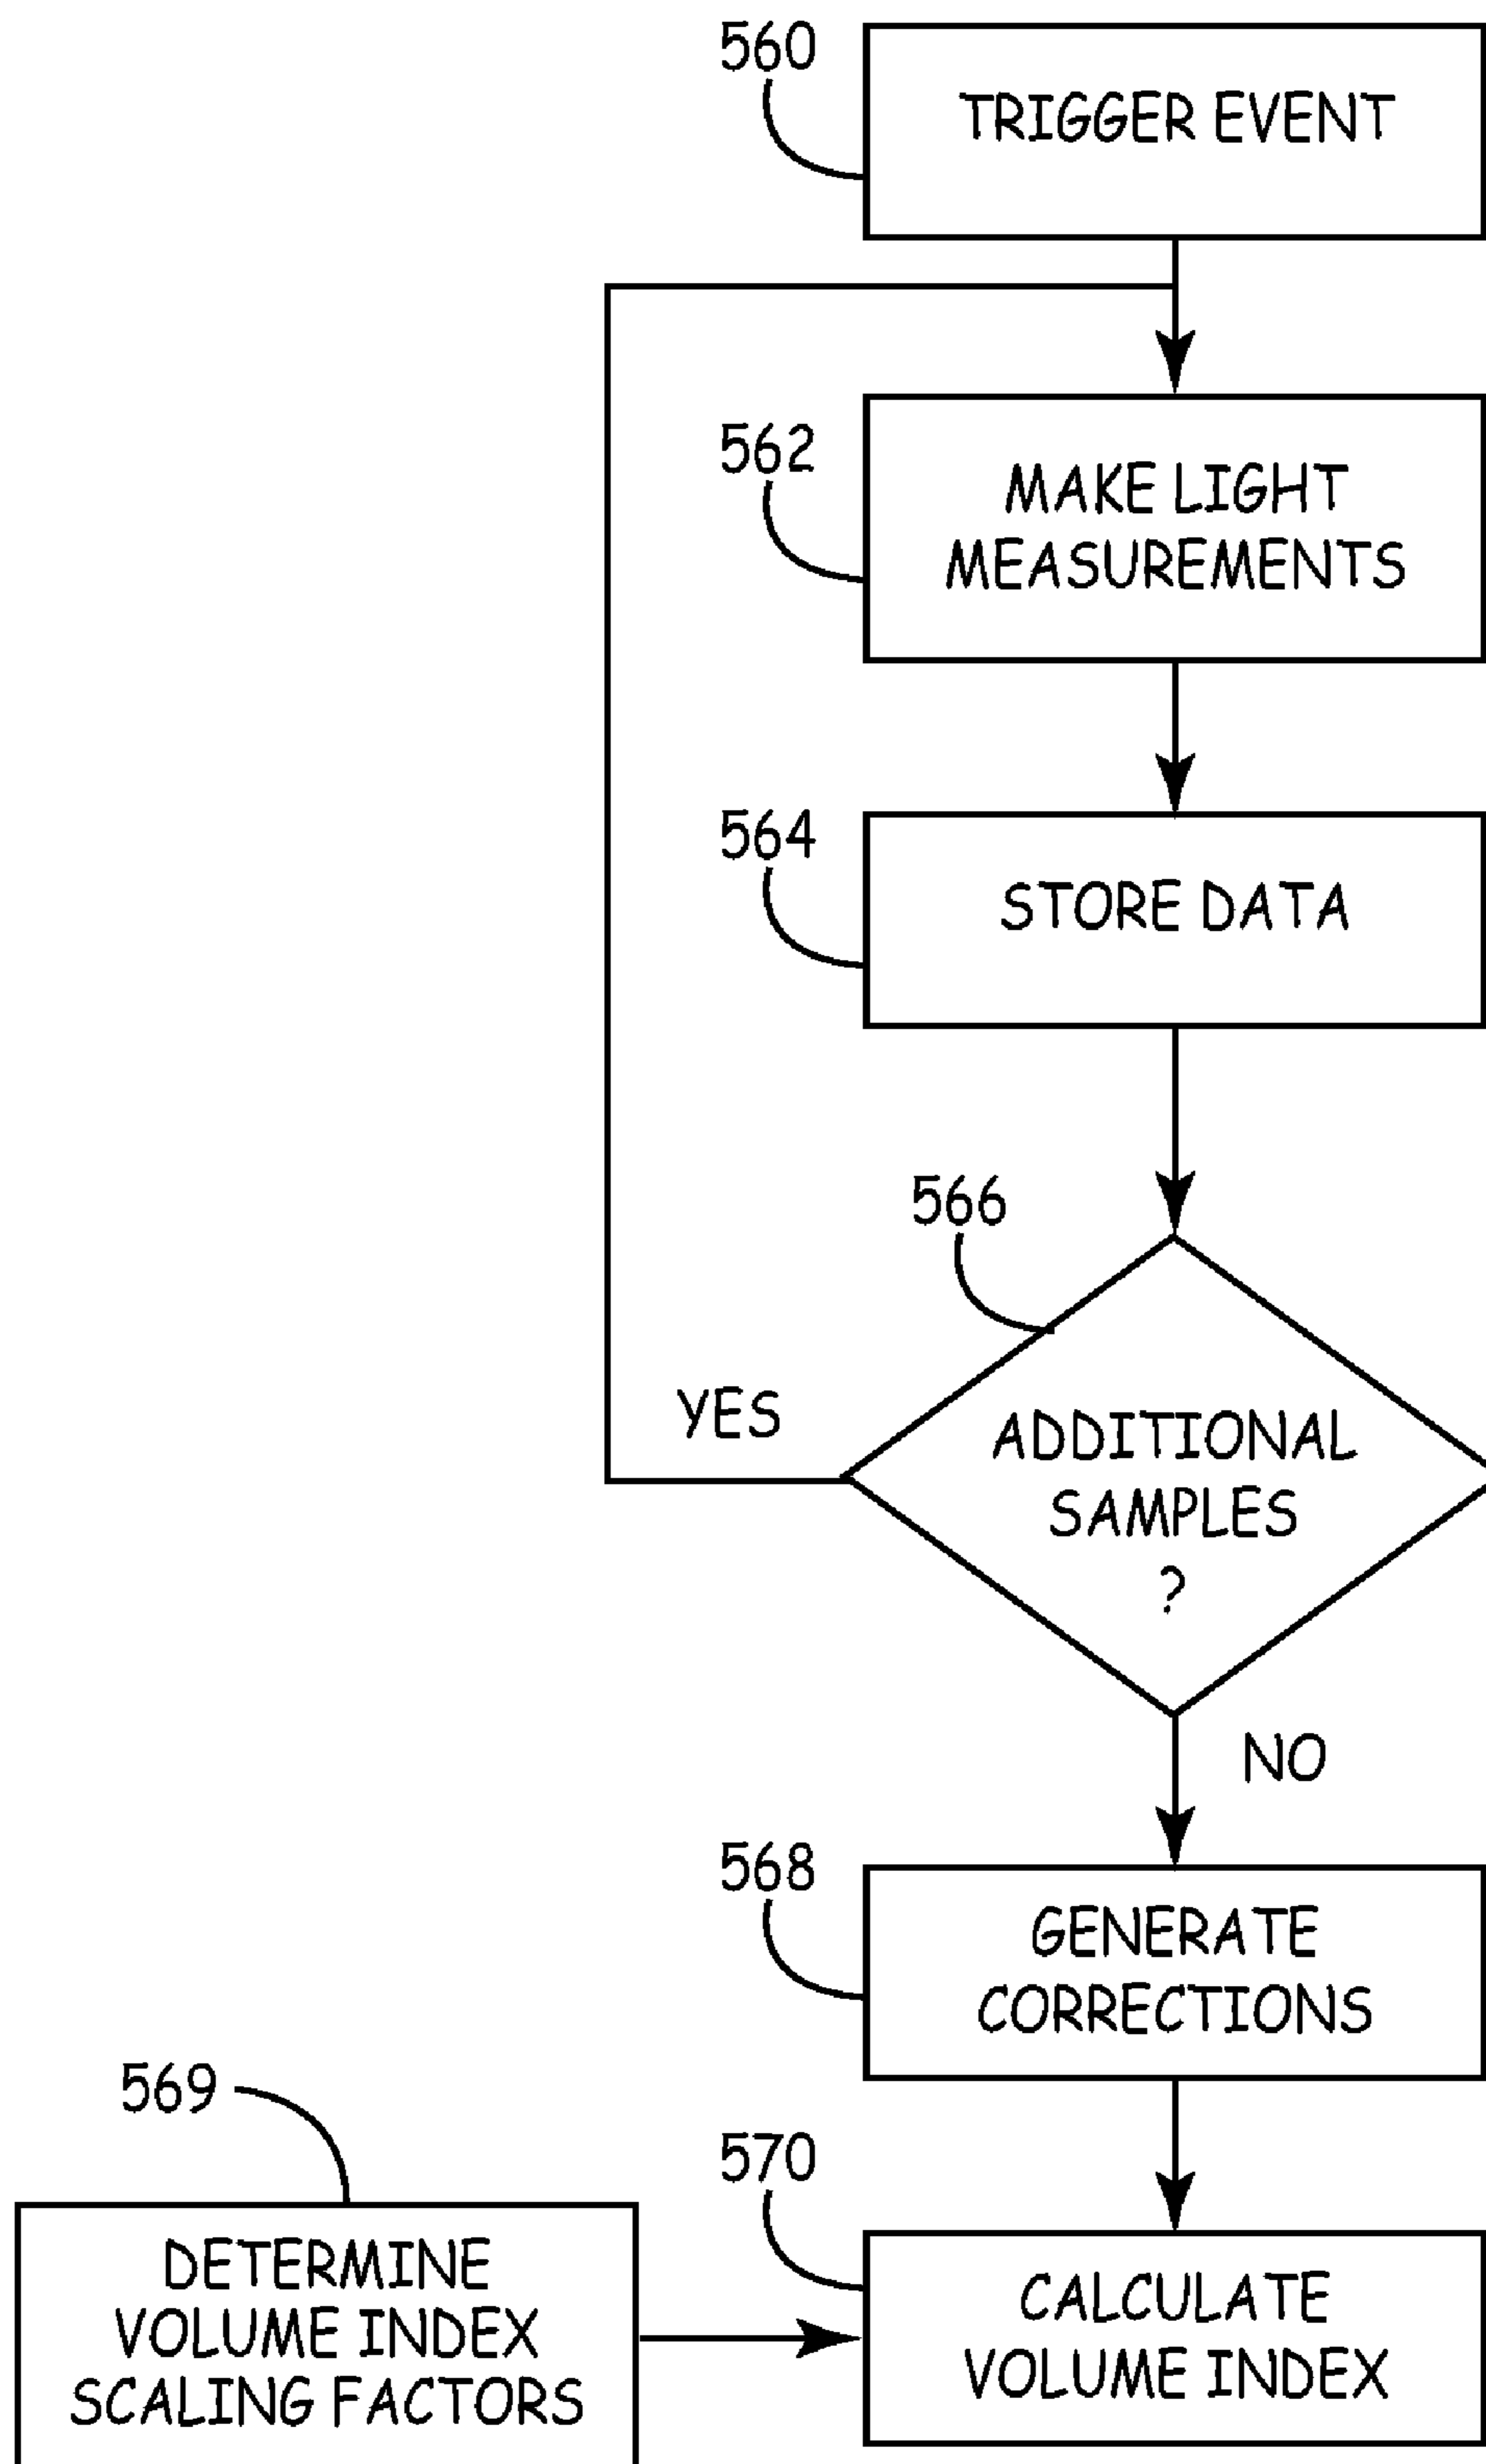 560
TRIGGER EVENT
562
MAKE LIGHT
MEASUREMENTS
564
STORE DATA
566
YES
ADDITIONAL
SAMPLES
?
NO
568
GENERATE
CORRECTIONS
569
DETERMINE
VOLUME INDEX
SCALING FACTORS
570
CALCULATE
VOLUME INDEX